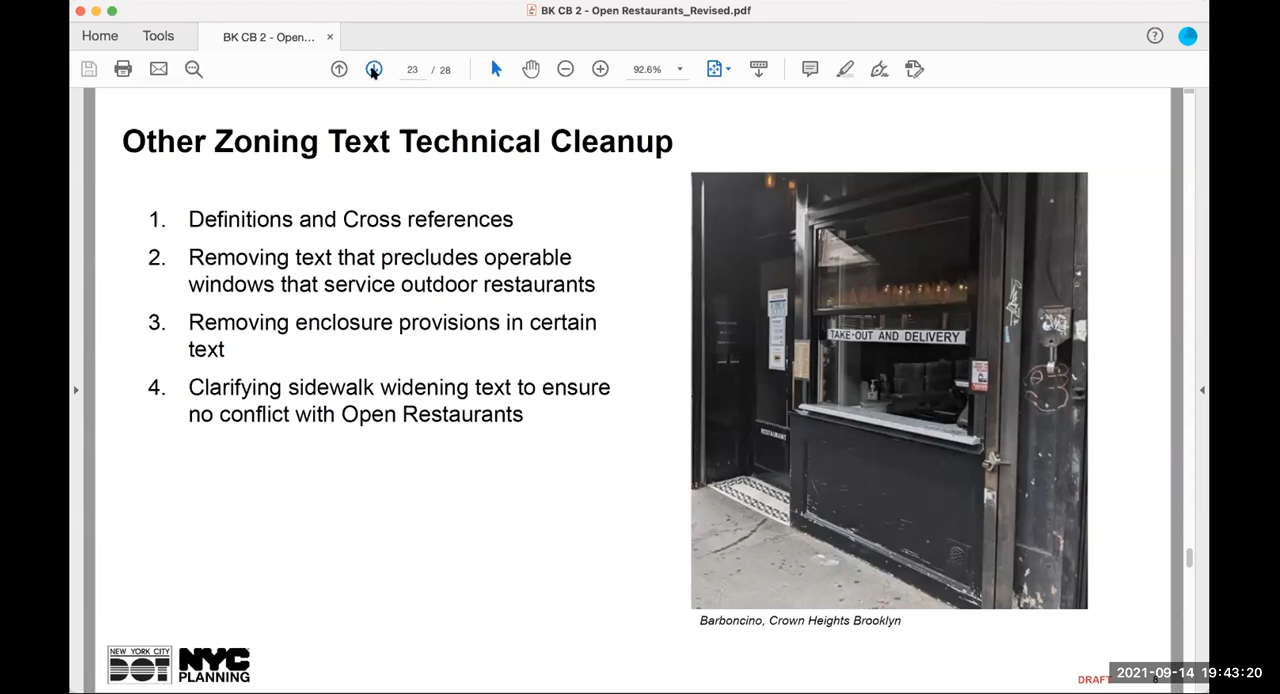 BK CB 2 - Open Restaurants_Revised.pdf
Home
Tools
BK CB 2 - Open...
23 / 28
92.6%
Other Zoning Text Technical Cleanup
1. Definitions and Cross references
2. Removing text that precludes operable
windows that service outdoor restaurants
3. Removing enclosure provisions in certain
text
4. Clarifying sidewalk widening text to ensure
no conflict with Open Restaurants
TAKE-OUT AND DELIVERY
RESTAURANT
Barboncino, Crown Heights Brooklyn
NEW YORK CITY
DOT
NYC
PLANNING
DRAFT
2021-09-14 19:43:20